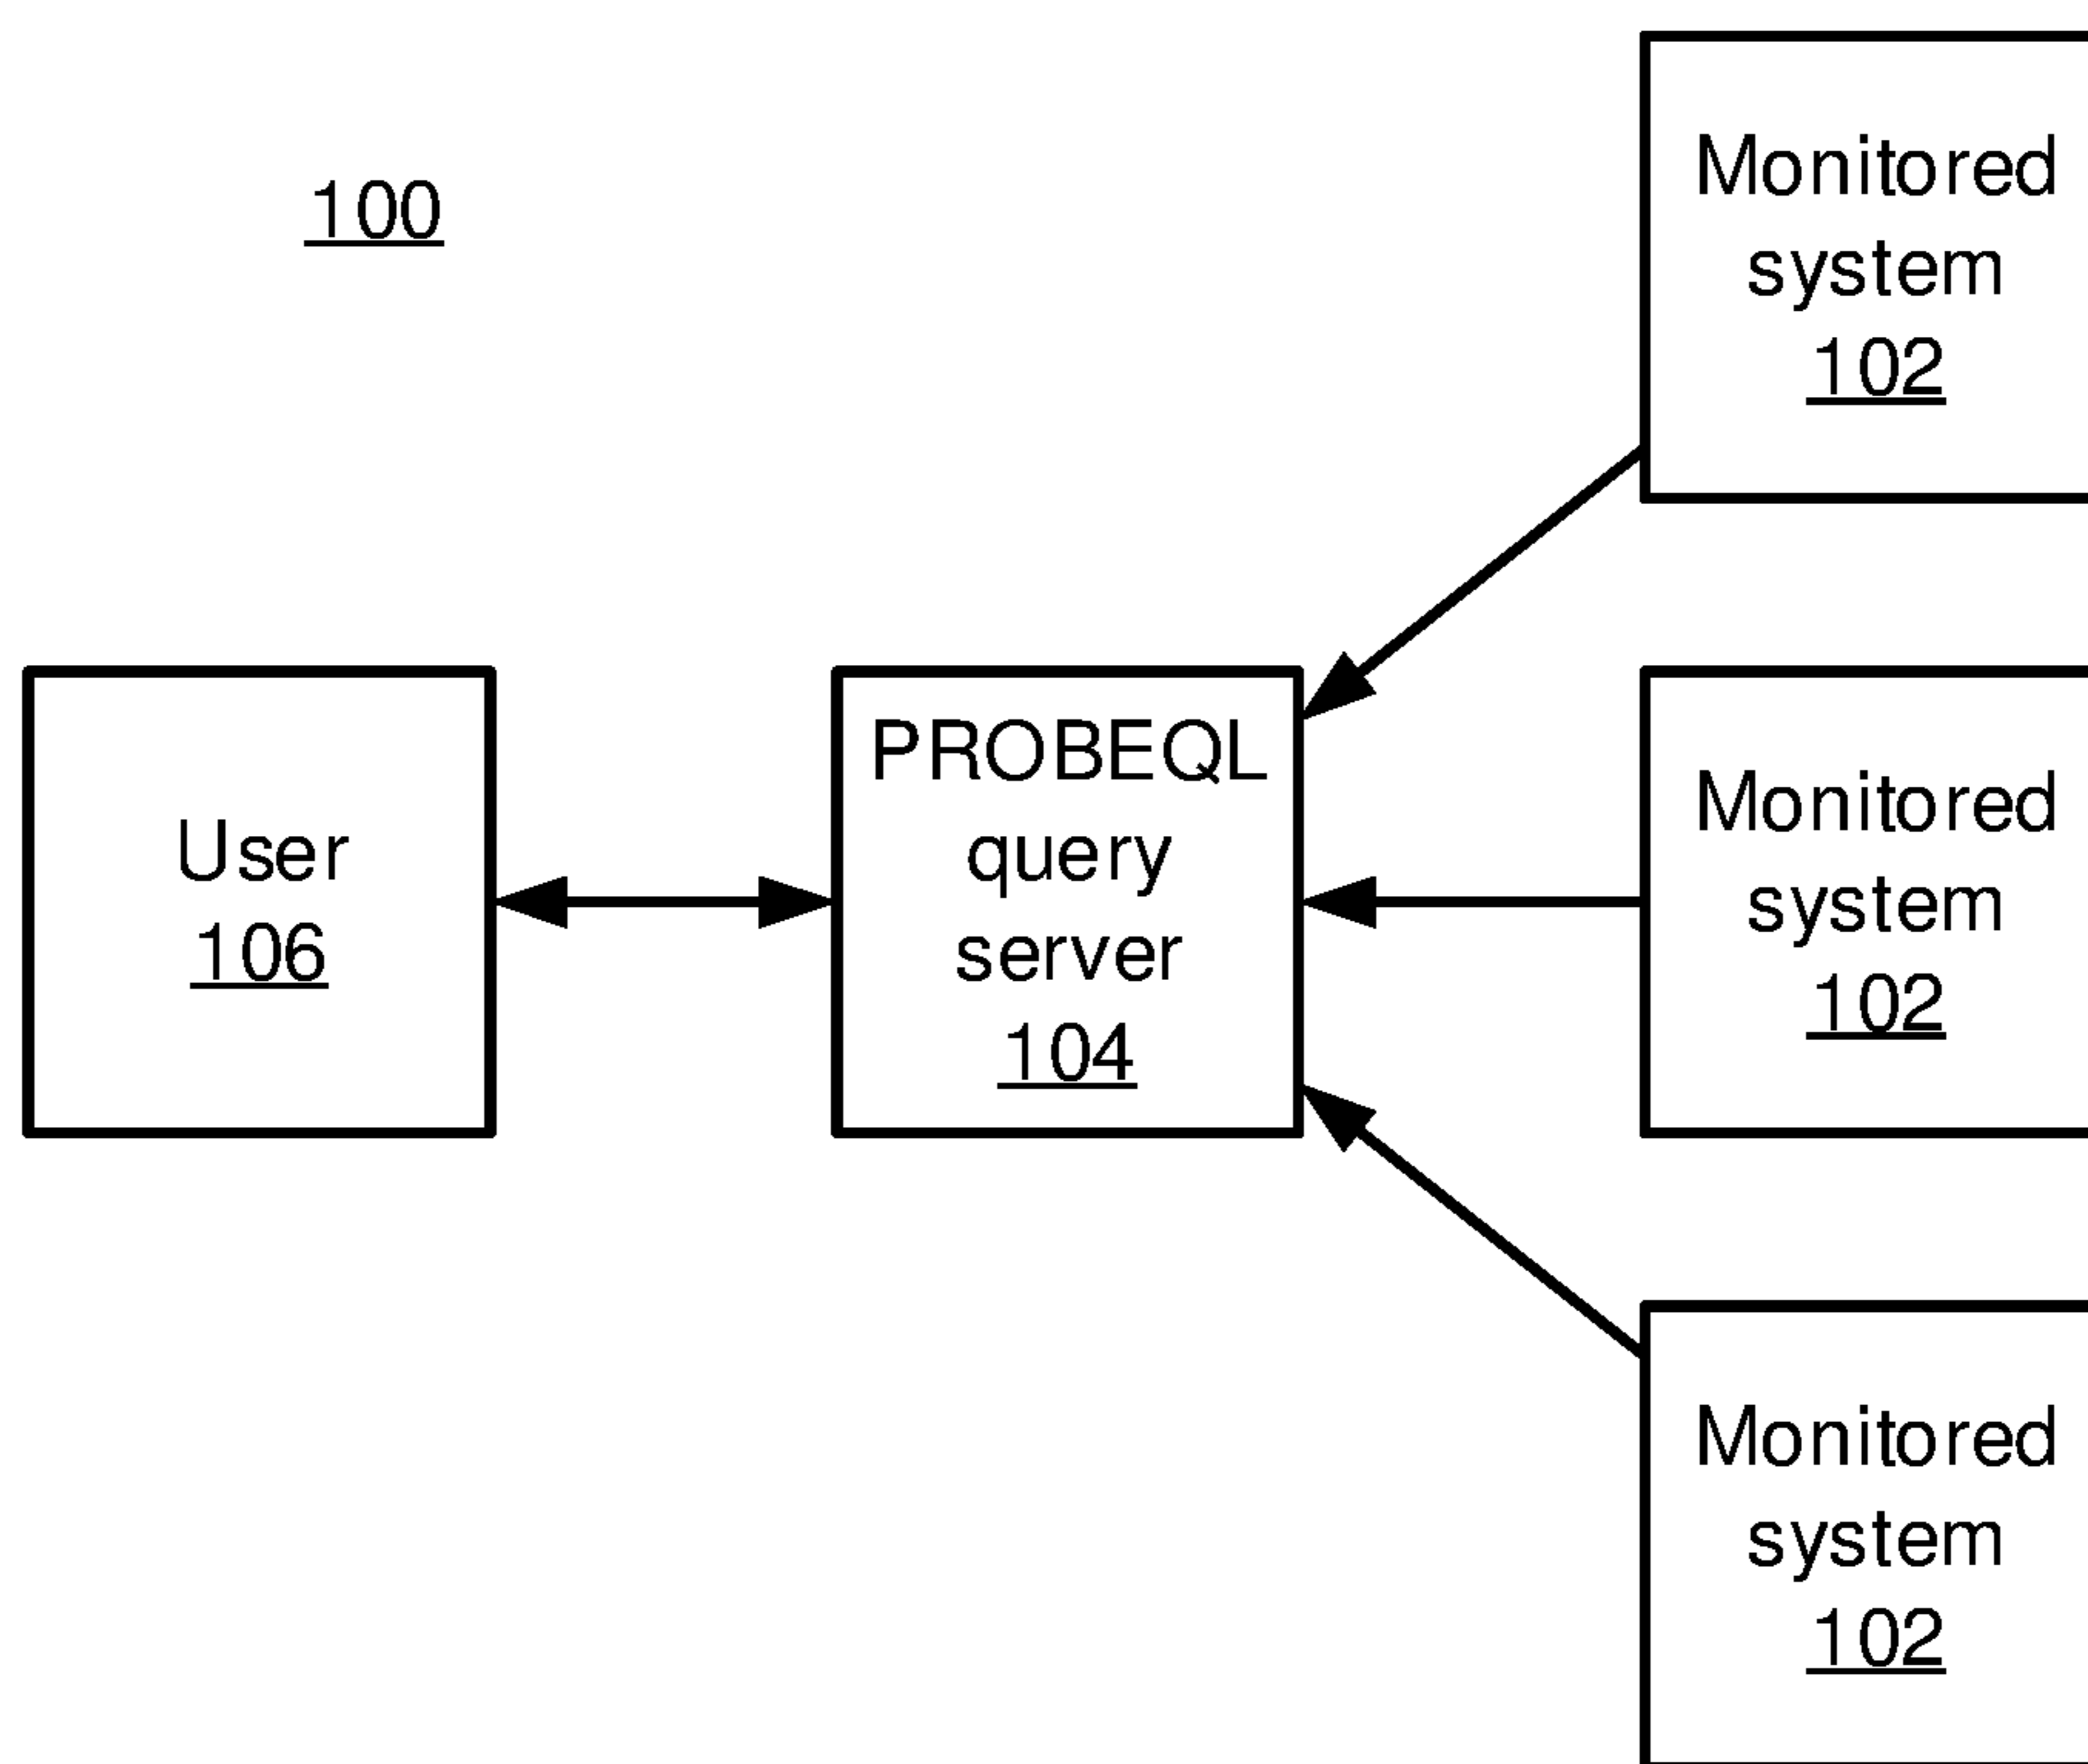 100
Monitored
system
102
User
106
PROBEQL
query
server
104
Monitored
system
102
Monitored
system
102